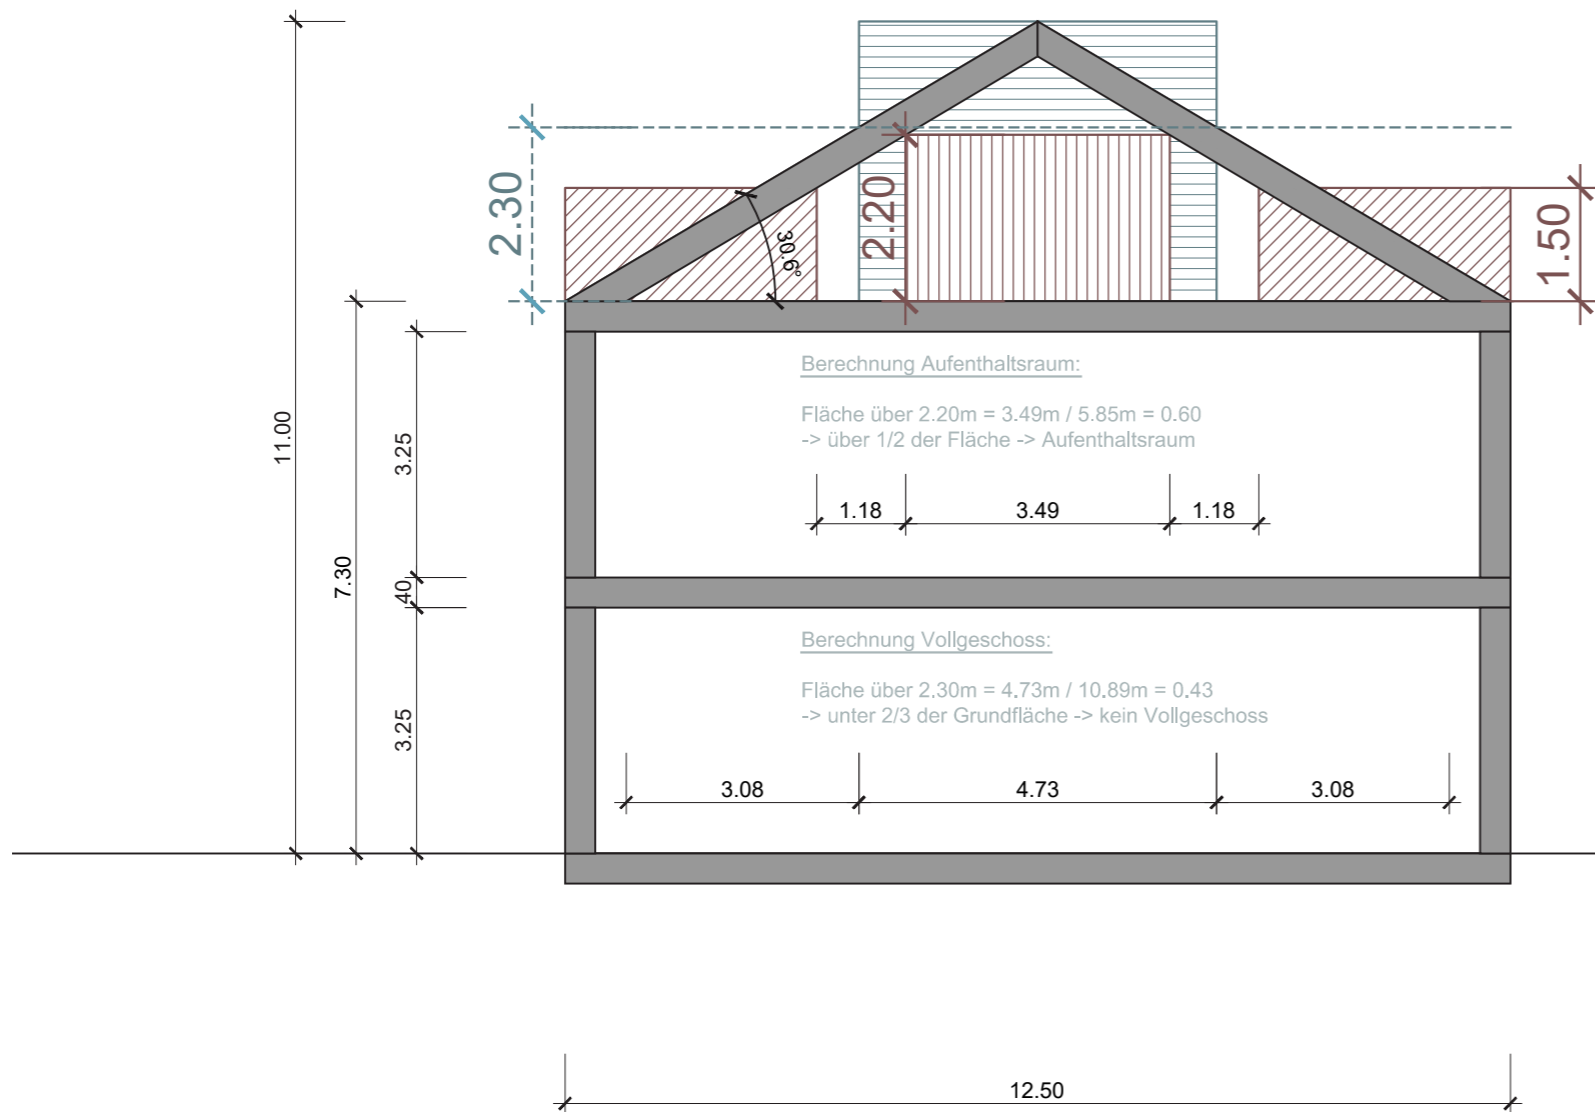 2.30
2.20
1.50
30.6°
11.00
7.30
3.25
40
3.25
Berechnung Aufenthaltsraum:
Fläche über 2.20m = 3.49m / 5.85m = 0.60
-> über 1/2 der Fläche -> Aufenthaltsraum
1.18 3.49 1.18
Berechnung Vollgeschoss:
Fläche über 2.30m = 4.73m / 10.89m = 0.43
-> unter 2/3 der Grundfläche -> kein Vollgeschoss
3.08 4.73 3.08
12.50